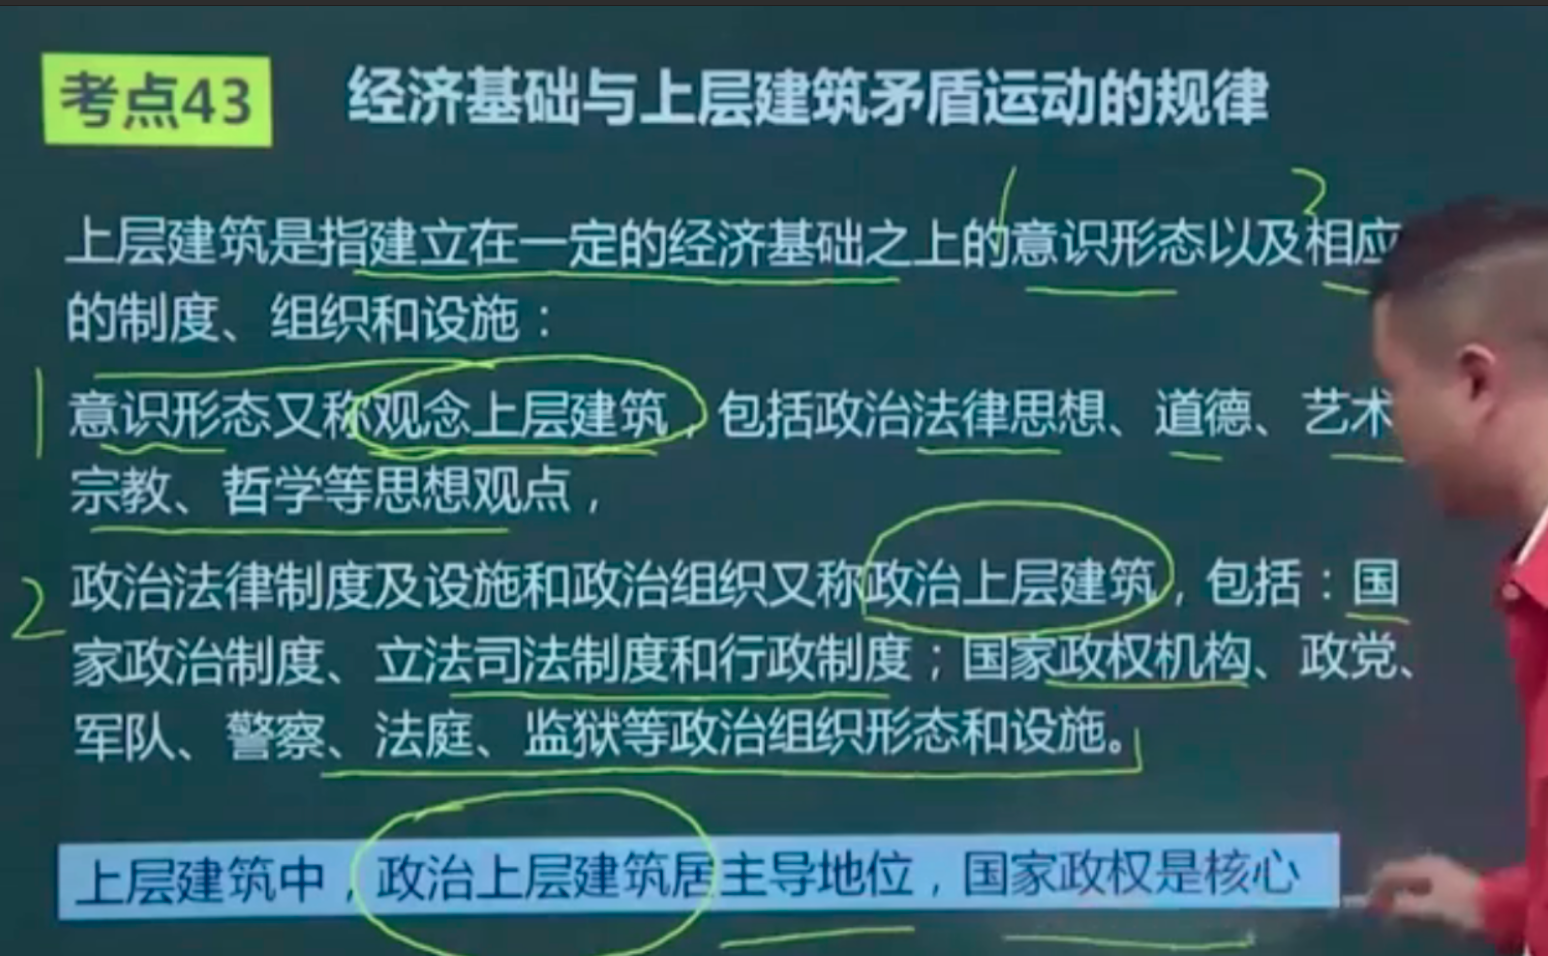 考点43 经济基础与上层建筑矛盾运动的规律
1 2
上层建筑是指建立在一定的经济基础之上的意识形态以及相应
的制度、组织和设施：
1 意识形态又称观念上层建筑，包括政治法律思想、道德、艺术
宗教、哲学等思想观点，
2 政治法律制度及设施和政治组织又称政治上层建筑，包括：国
家政治制度、立法司法制度和行政制度；国家政权机构、政党、
军队、警察、法庭、监狱等政治组织形态和设施。
上层建筑中，政治上层建筑居主导地位，国家政权是核心